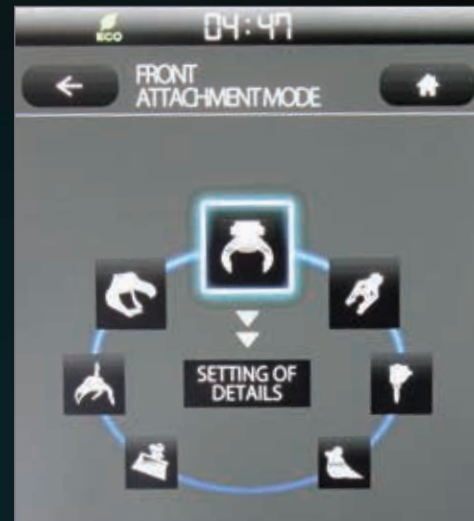 ECO
04:47
FRONT
ATTACHMENT MODE
SETTING OF
DETAILS